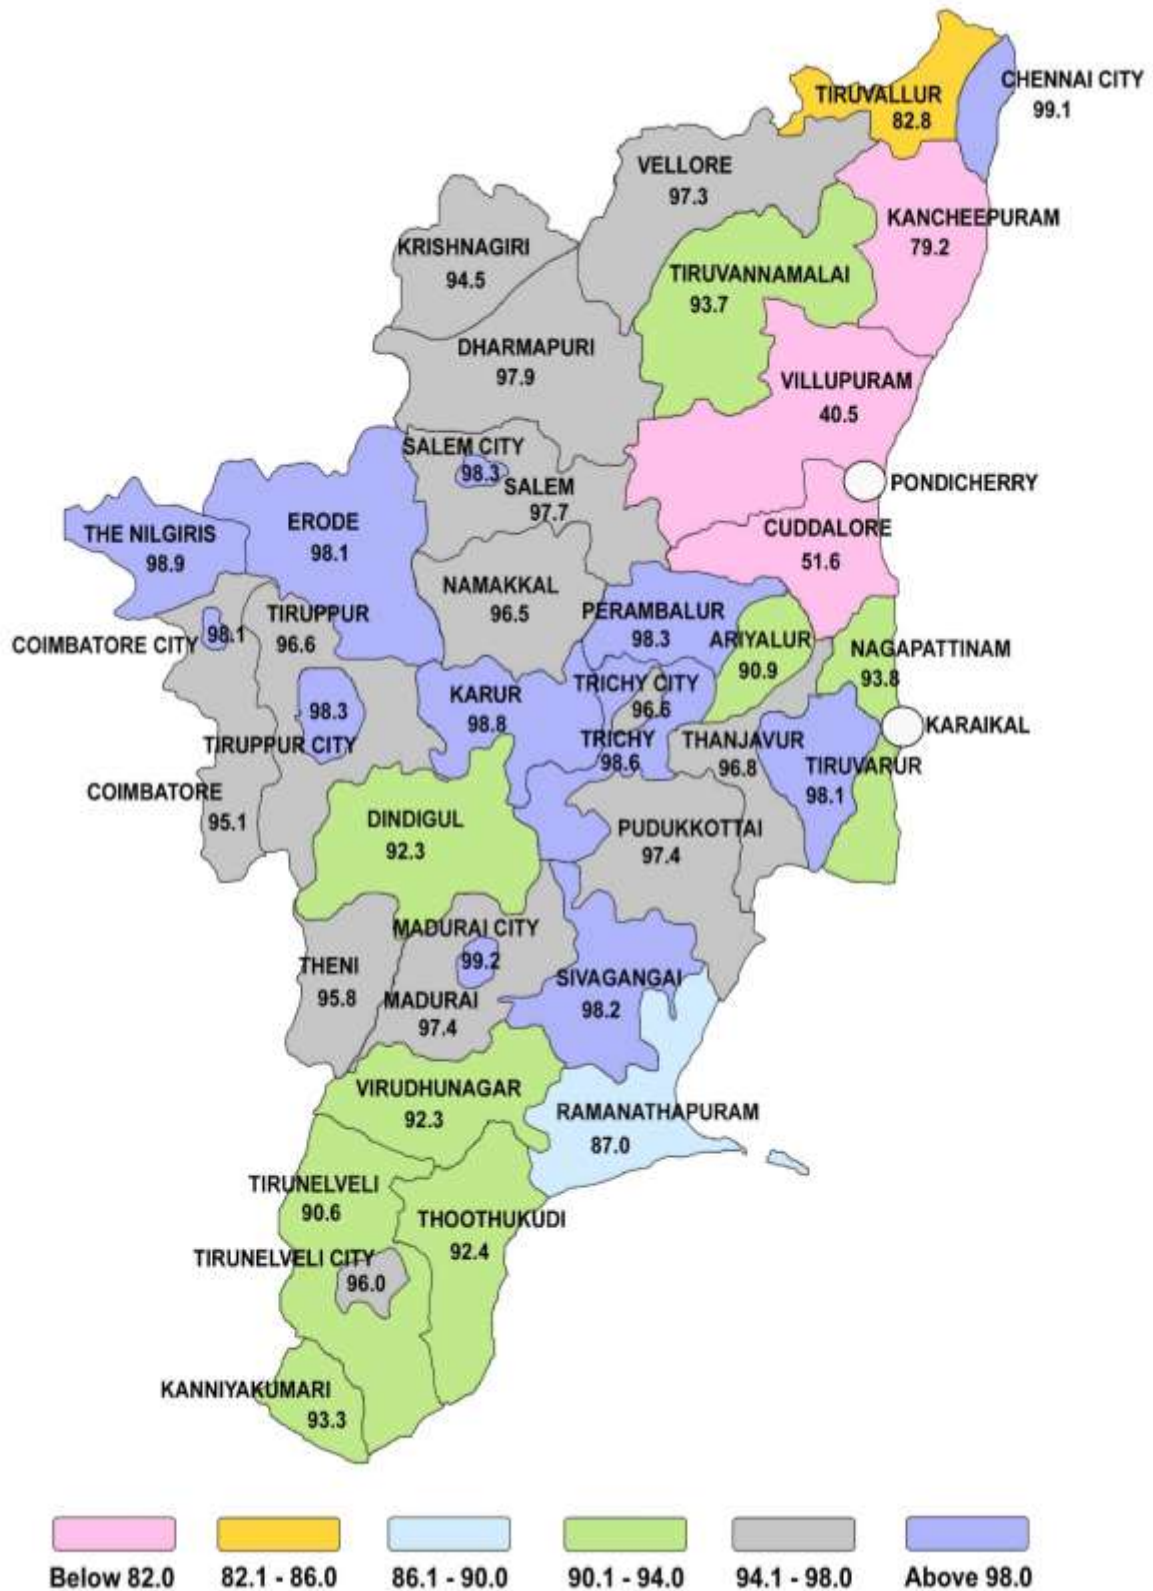 TIRUVALLUR
82.8
CHENNAI CITY
99.1
VELLORE
97.3
KANCHEEPURAM
79.2
KRISHNAGIRI
94.5
TIRUVANNAMALAI
93.7
DHARMAPURI
97.9
VILLUPURAM
40.5
SALEM CITY
98.3
SALEM
97.7
PONDICHERRY
THE NILGIRIS
98.9
ERODE
98.1
CUDDALORE
51.6
NAMAKKAL
96.5
PERAMBALUR
98.3
TIRUPPUR
96.6
COIMBATORE CITY
98.1
ARIYALUR
90.9
NAGAPATTINAM
93.8
KARUR
98.8
TRICHY CITY
96.6
98.3
TIRUPPUR CITY
TRICHY
98.6
THANJAVUR
96.8
KARAIKAL
TIRUVARUR
98.1
COIMBATORE
95.1
DINDIGUL
92.3
PUDUKKOTTAI
97.4
MADURAI CITY
99.2
THENI
95.8
MADURAI
97.4
SIVAGANGAI
98.2
VIRUDHUNAGAR
92.3
RAMANATHAPURAM
87.0
TIRUNELVELI
90.6
THOOTHUKUDI
92.4
TIRUNELVELI CITY
96.0
KANNIYAKUMARI
93.3
Below 82.0
82.1 - 86.0
86.1 - 90.0
90.1 - 94.0
94.1 - 98.0
Above 98.0